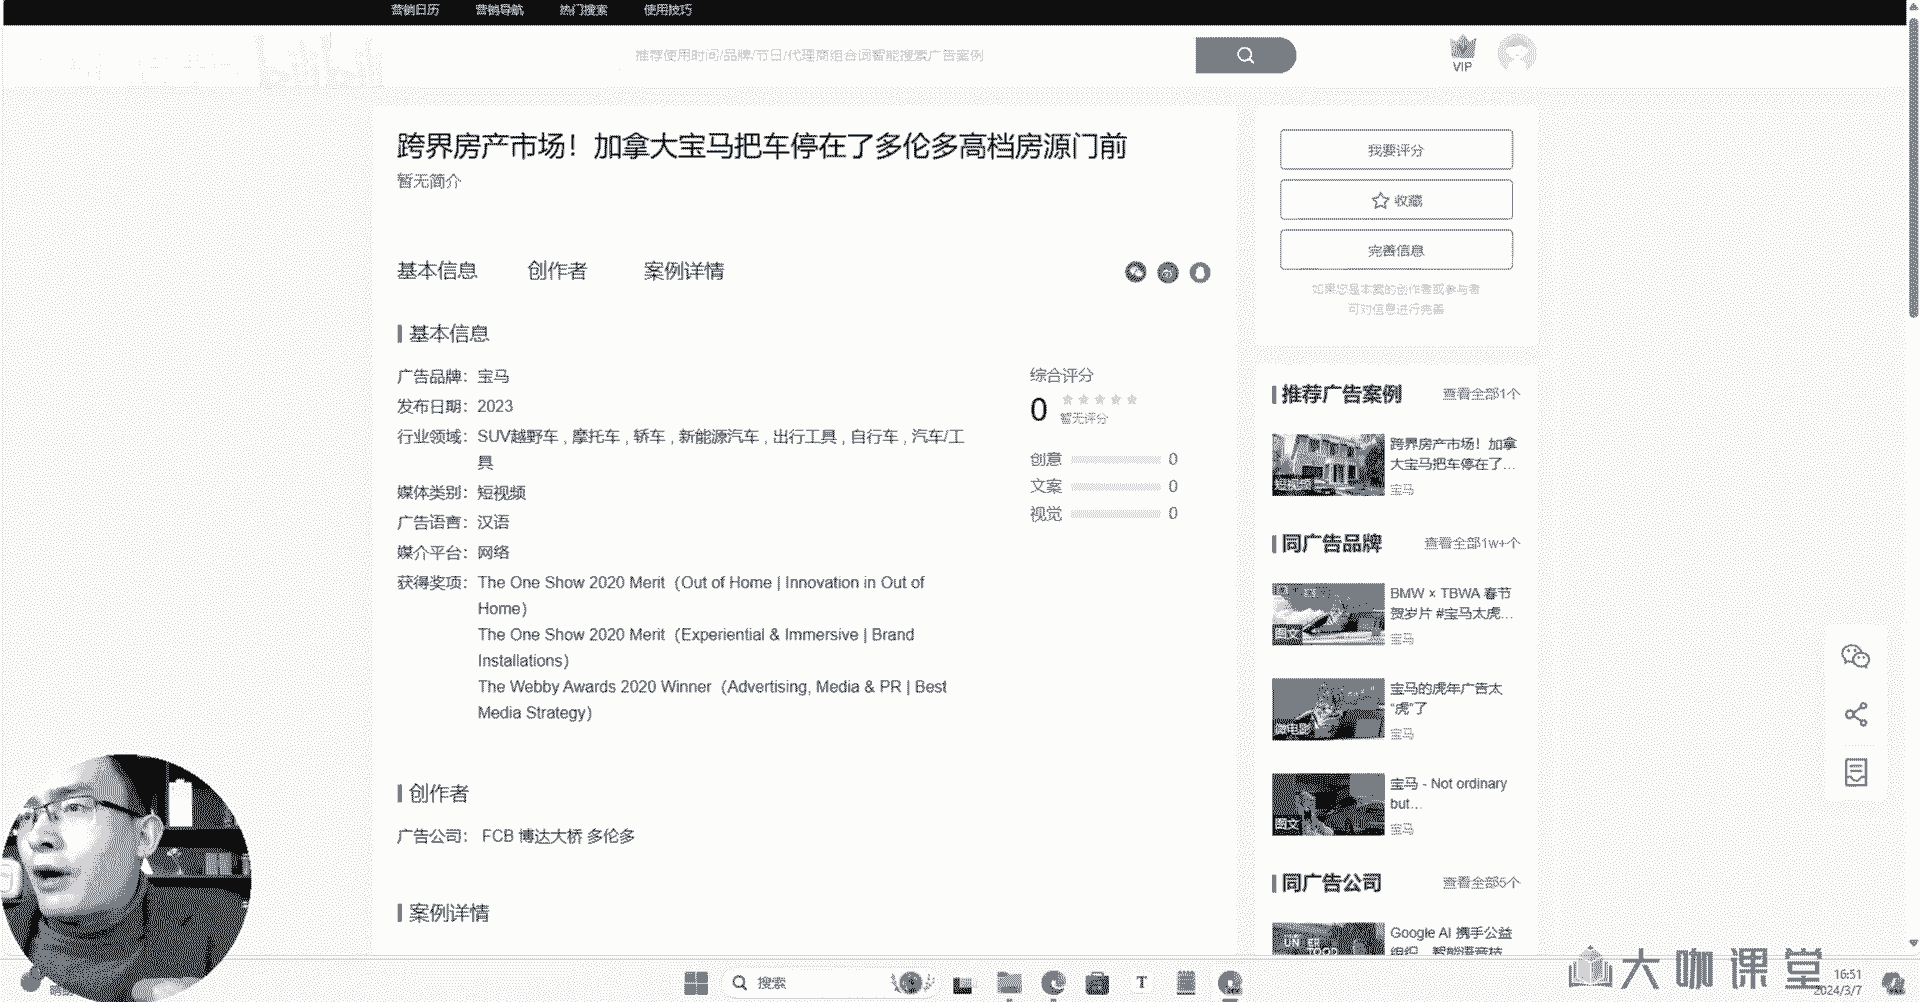 营销日历 营销导航 热门搜索 使用技巧
推荐使用时间/品牌/节日/代理商组合词智能搜索广告案例
VIP
跨界房产市场！加拿大宝马把车停在了多伦多高档房源门前
暂无简介
基本信息 创作者 案例详情
基本信息
广告品牌：宝马
发布日期：2023
行业领域：SUV越野车 , 摩托车 , 轿车 , 新能源汽车 , 出行工具 , 自行车 , 汽车/工
具
媒体类别：短视频
广告语言：汉语
媒介平台：网络
获得奖项：The One Show 2020 Merit（Out of Home | Innovation in Out of
Home）
The One Show 2020 Merit（Experiential & Immersive | Brand
Installations）
The Webby Awards 2020 Winner（Advertising, Media & PR | Best
Media Strategy）
综合评分
0 暂无评分
创意 0
文案 0
视觉 0
创作者
广告公司： FCB 博达大桥 多伦多
案例详情
我要评分
收藏
完善信息
如果您是本案的创作者或参与者
可对信息进行完善
推荐广告案例 查看全部1个
跨界房产市场！加拿
大宝马把车停在了...
宝马
短视频
同广告品牌 查看全部1w+个
BMW × TBWA 春节
贺岁片 #宝马太虎...
宝马
图文
宝马的虎年广告太
“虎”了
宝马
微电影
宝马 - Not ordinary
but...
宝马
图文
同广告公司 查看全部5个
Google AI 携手公益
搜索
大咖课堂
16:51
2024/3/7